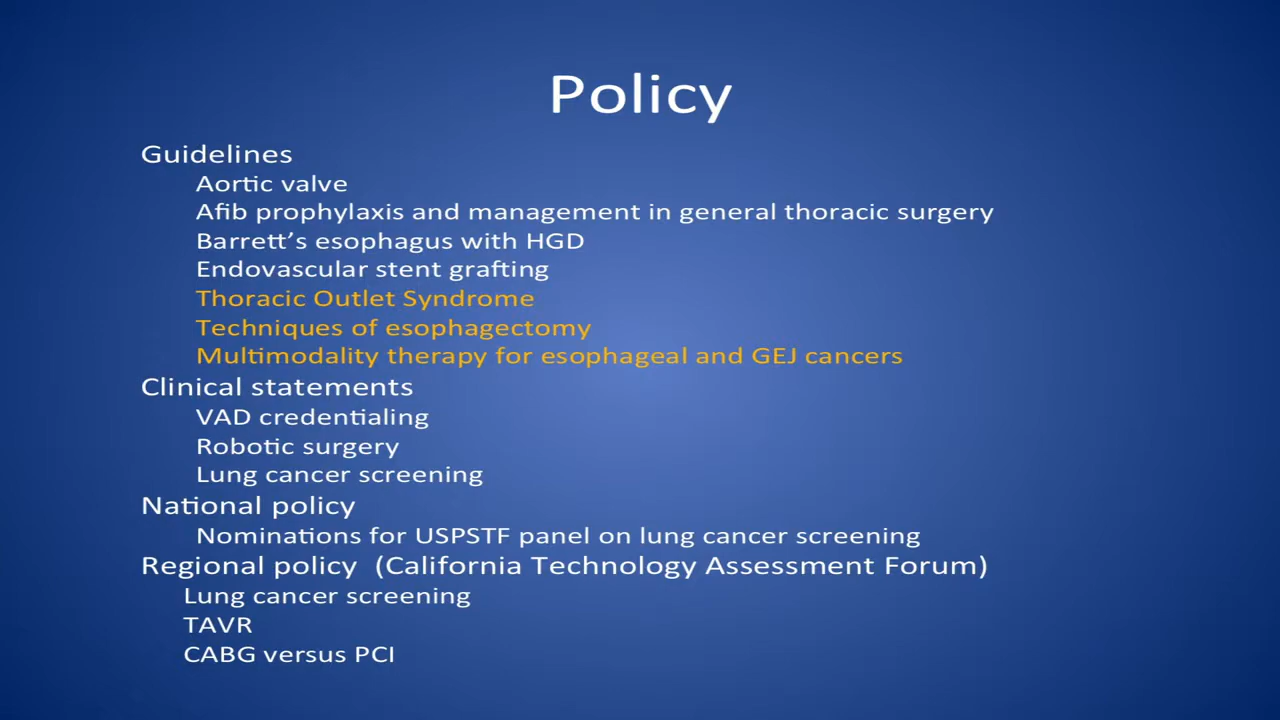 Policy
Guidelines
Aortic valve
Afib prophylaxis and management in general thoracic surgery
Barrett’s esophagus with HGD
Endovascular stent grafting
Thoracic Outlet Syndrome
Techniques of esophagectomy
Multimodality therapy for esophageal and GEJ cancers
Clinical statements
VAD credentialing
Robotic surgery
Lung cancer screening
National policy
Nominations for USPSTF panel on lung cancer screening
Regional policy (California Technology Assessment Forum)
Lung cancer screening
TAVR
CABG versus PCI